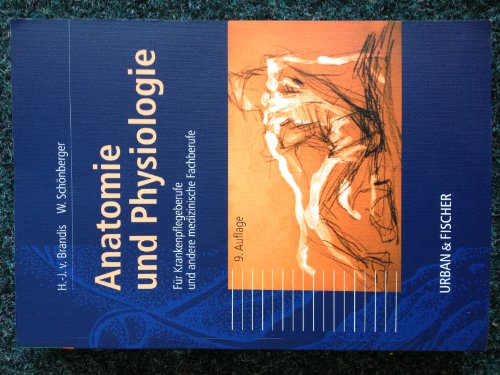 H.-J. v. Brandis W. Schönberger
Anatomie
und Physiologie
Für Krankenpflegeberufe
und andere medizinische Fachberufe
9. Auflage
URBAN & FISCHER